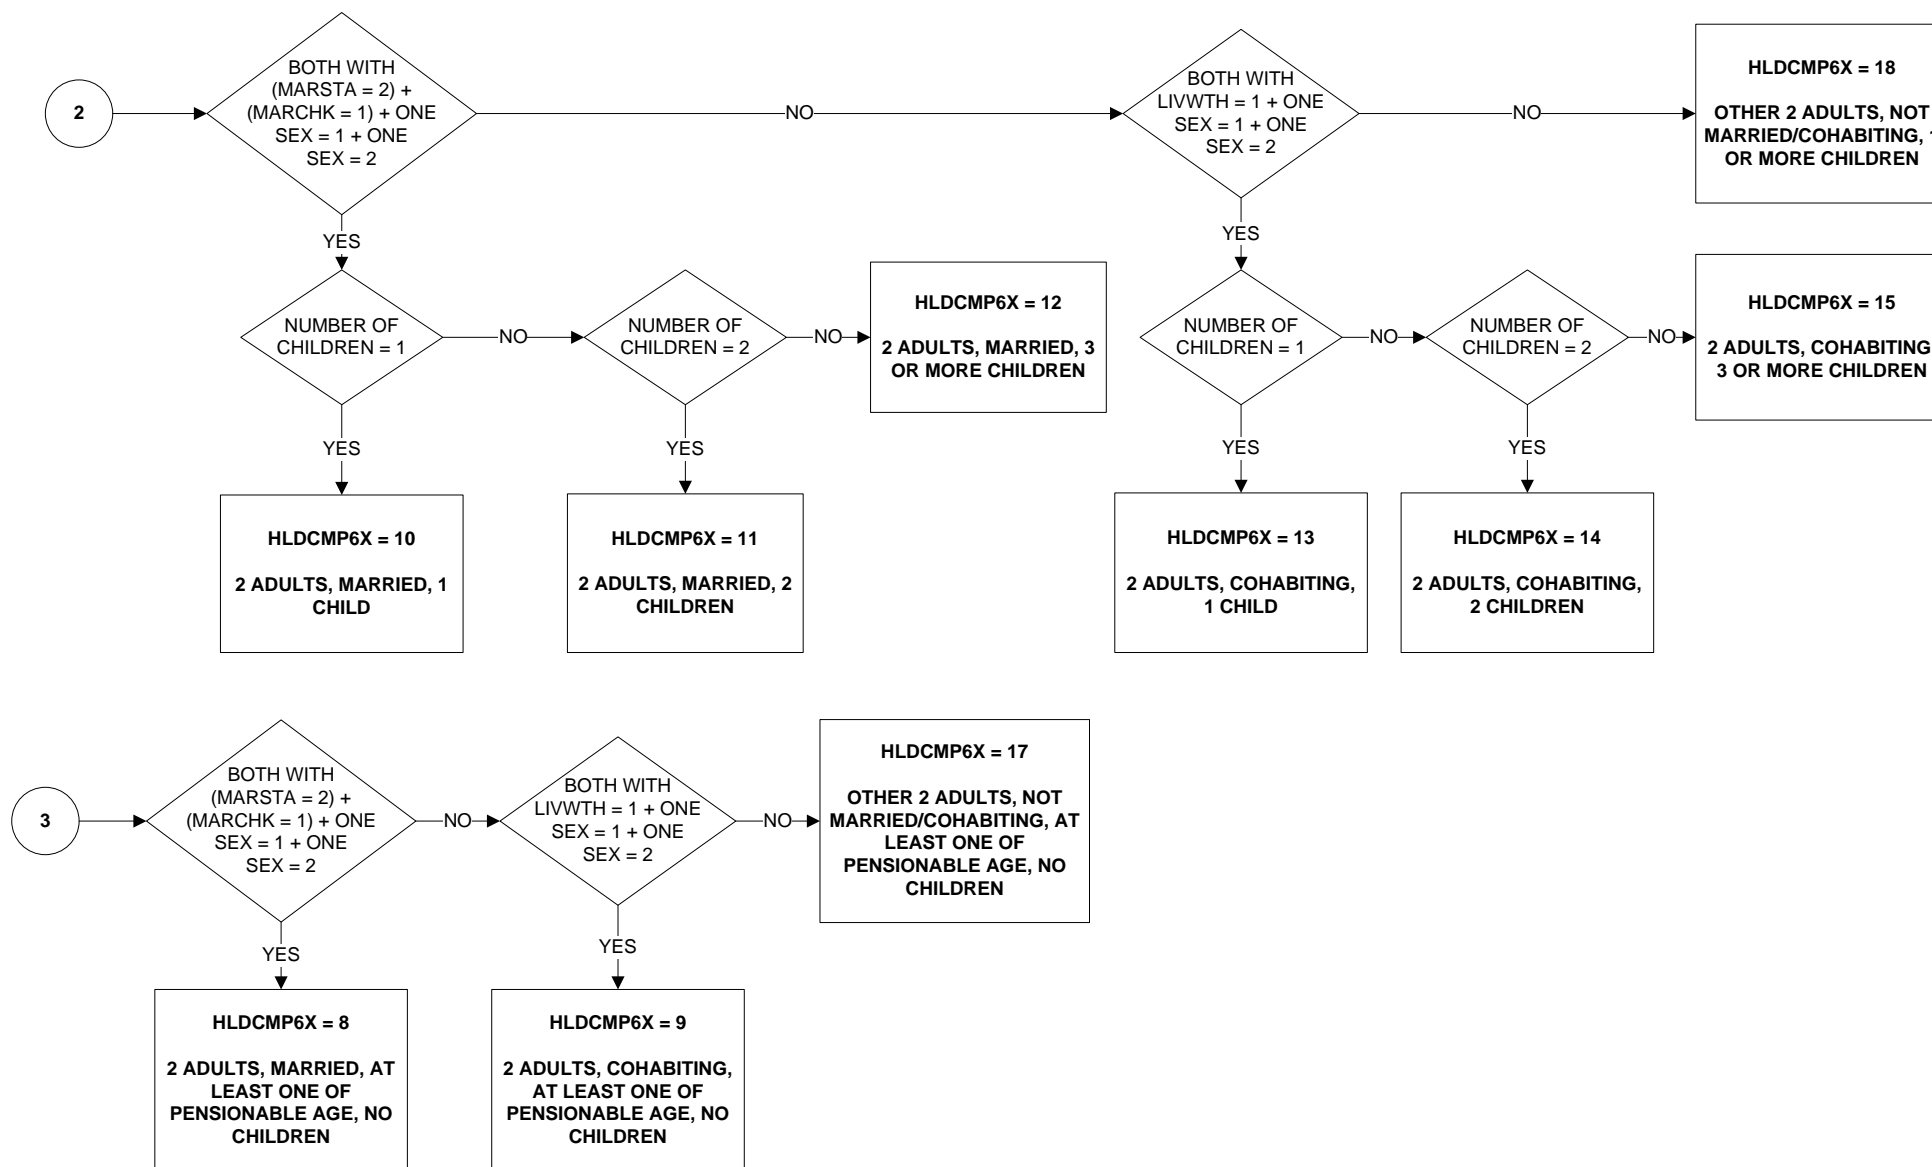 2
BOTH WITH
(MARSTA = 2) +
(MARCHK = 1) + ONE
SEX = 1 + ONE
SEX = 2
NO
BOTH WITH
LIVWTH = 1 + ONE
SEX = 1 + ONE
SEX = 2
NO
HLDCMP6X = 18
OTHER 2 ADULTS, NOT
MARRIED/COHABITING, 1
OR MORE CHILDREN
YES
YES
NUMBER OF
CHILDREN = 1
NO
NUMBER OF
CHILDREN = 2
NO
HLDCMP6X = 12
2 ADULTS, MARRIED, 3
OR MORE CHILDREN
NUMBER OF
CHILDREN = 1
NO
NUMBER OF
CHILDREN = 2
NO
HLDCMP6X = 15
2 ADULTS, COHABITING
3 OR MORE CHILDREN
YES
YES
YES
YES
HLDCMP6X = 10
2 ADULTS, MARRIED, 1
CHILD
HLDCMP6X = 11
2 ADULTS, MARRIED, 2
CHILDREN
HLDCMP6X = 13
2 ADULTS, COHABITING,
1 CHILD
HLDCMP6X = 14
2 ADULTS, COHABITING,
2 CHILDREN
3
BOTH WITH
(MARSTA = 2) +
(MARCHK = 1) + ONE
SEX = 1 + ONE
SEX = 2
NO
BOTH WITH
LIVWTH = 1 + ONE
SEX = 1 + ONE
SEX = 2
NO
HLDCMP6X = 17
OTHER 2 ADULTS, NOT
MARRIED/COHABITING, AT
LEAST ONE OF
PENSIONABLE AGE, NO
CHILDREN
YES
YES
HLDCMP6X = 8
2 ADULTS, MARRIED, AT
LEAST ONE OF
PENSIONABLE AGE, NO
CHILDREN
HLDCMP6X = 9
2 ADULTS, COHABITING,
AT LEAST ONE OF
PENSIONABLE AGE, NO
CHILDREN